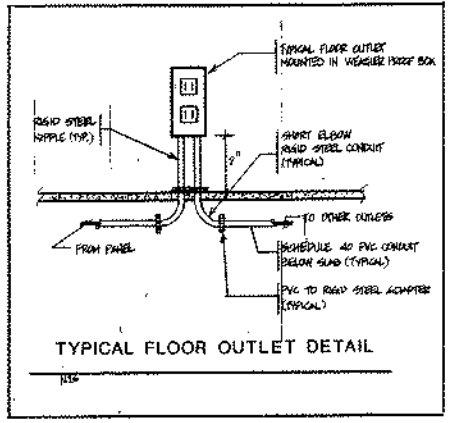 TYPICAL FLOOR OUTLET
MOUNTED IN WEATHER PROOF BOX
RIGID STEEL
NIPPLE (TYP.)
SHORT ELBOW
RIGID STEEL CONDUIT
(TYPICAL)
FROM PANEL
TO OTHER OUTLETS
SCHEDULE 40 PVC CONDUIT
BELOW SLAB (TYPICAL)
PVC TO RIGID STEEL ADAPTER
(TYPICAL)
TYPICAL FLOOR OUTLET DETAIL